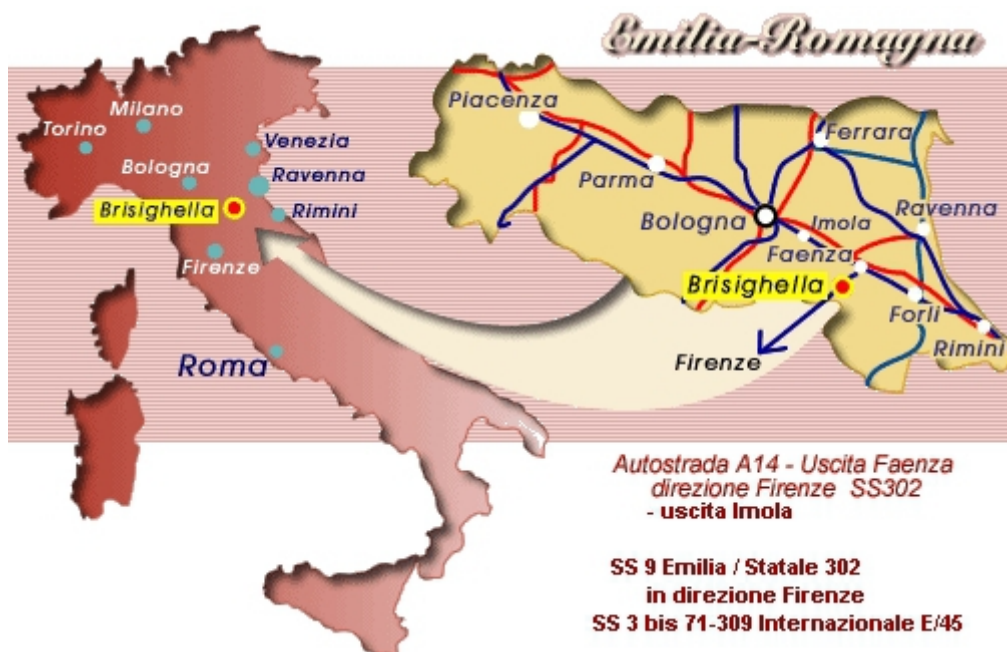 Emilia-Romagna
Milano
Torino
Venezia
Bologna
Ravenna
Brisighella
Rimini
Firenze
Roma
Piacenza
Ferrara
Parma
Bologna
Imola
Ravenna
Faenza
Brisighella
Forli
Rimini
Firenze
Autostrada A14 - Uscita Faenza
direzione Firenze SS302
- uscita Imola
SS 9 Emilia / Statale 302
in direzione Firenze
SS 3 bis 71-309 Internazionale E/45